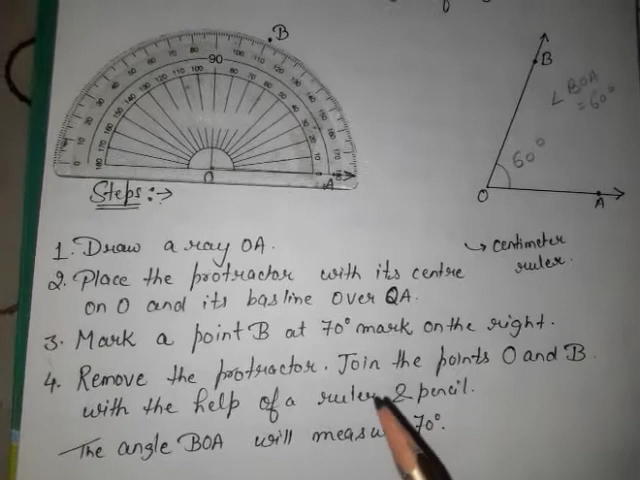 B
90
O
A
B
∠BOA
= 60°
60°
O
A
Steps:→
1. Draw a ray OA.
→ centimeter
ruler.
2. Place the protractor with its centre
on O and its basline over OA.
3. Mark a point B at 70° mark on the right.
4. Remove the protractor. Join the points O and B
with the help of a ruler & pencil.
The angle BOA will measu 70°.